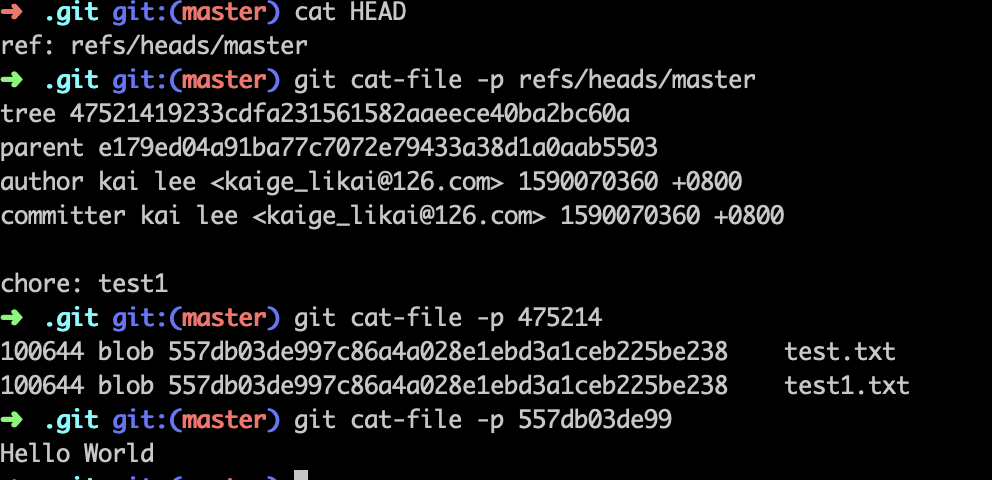 ➜ .git git:(master) cat HEAD
ref: refs/heads/master
➜ .git git:(master) git cat-file -p refs/heads/master
tree 47521419233cdfa231561582aaeece40ba2bc60a
parent e179ed04a91ba77c7072e79433a38d1a0aab5503
author kai lee <kaige_likai@126.com> 1590070360 +0800
committer kai lee <kaige_likai@126.com> 1590070360 +0800

chore: test1
➜ .git git:(master) git cat-file -p 475214
100644 blob 557db03de997c86a4a028e1ebd3a1ceb225be238    test.txt
100644 blob 557db03de997c86a4a028e1ebd3a1ceb225be238    test1.txt
➜ .git git:(master) git cat-file -p 557db03de99
Hello World